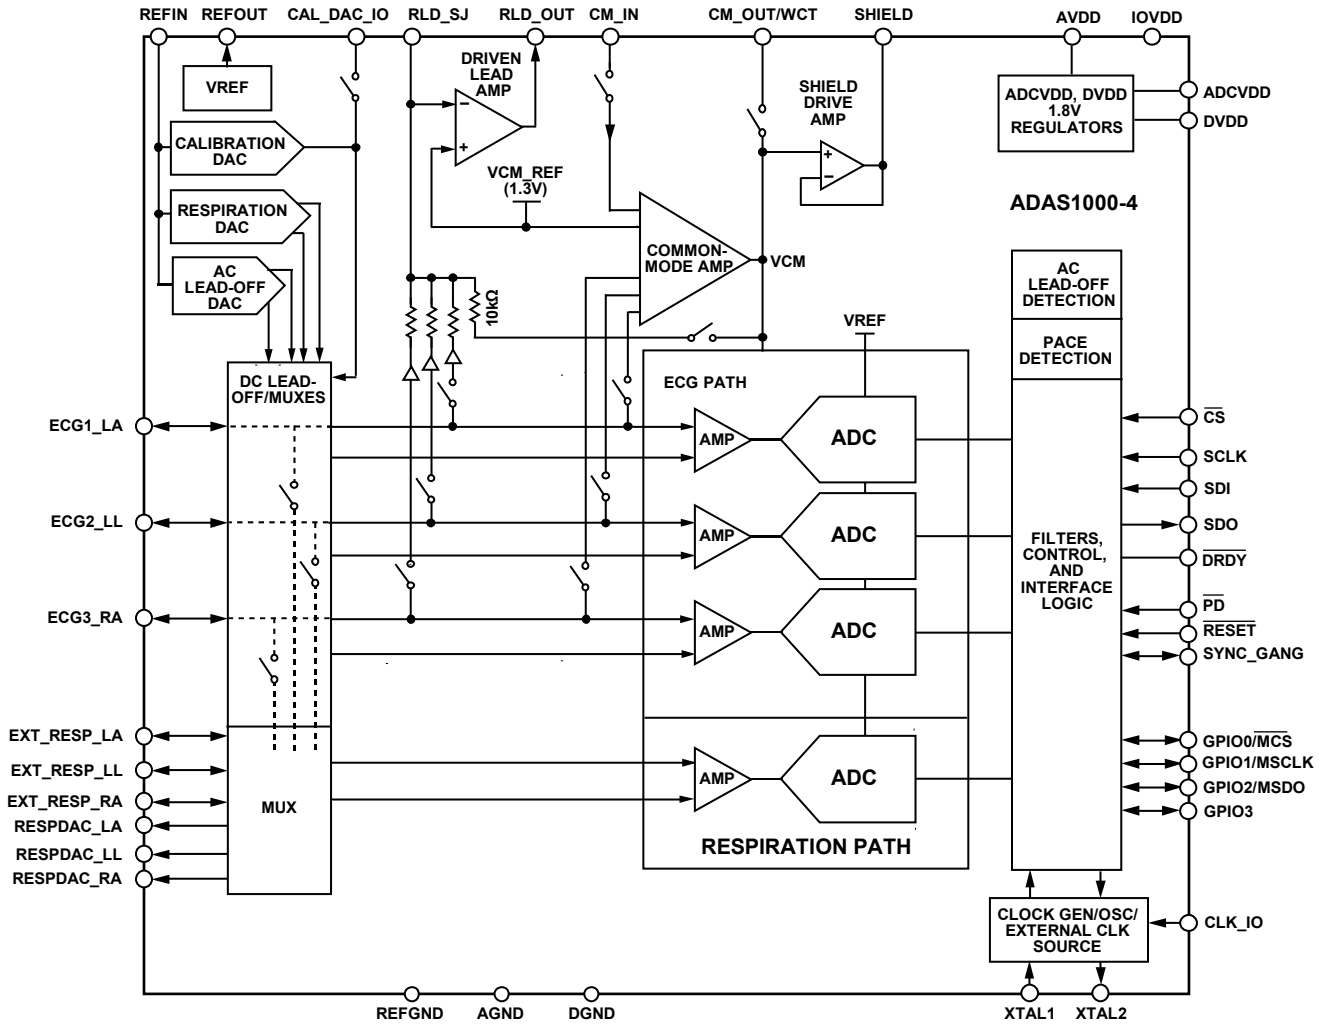 REFIN REFOUT CAL_DAC_IO RLD_SJ RLD_OUT CM_IN CM_OUT/WCT SHIELD AVDD IOVDD
VREF
DRIVEN
LEAD
AMP
−
+
SHIELD
DRIVE
AMP
+
−
ADCVDD, DVDD
1.8V
REGULATORS
ADCVDD
DVDD
CALIBRATION
DAC
VCM_REF
(1.3V)
ADAS1000-4
RESPIRATION
DAC
COMMON-
MODE AMP
VCM
AC
LEAD-OFF
DAC
10kΩ
AC
LEAD-OFF
DETECTION
VREF
PACE
DETECTION
DC LEAD-
OFF/MUXES
ECG PATH
ECG1_LA
AMP
ADC
CS
SCLK
SDI
ECG2_LL
AMP
ADC
SDO
FILTERS,
CONTROL,
AND
INTERFACE
LOGIC
DRDY
ECG3_RA
AMP
ADC
PD
RESET
SYNC_GANG
EXT_RESP_LA
EXT_RESP_LL
EXT_RESP_RA
RESPDAC_LA
RESPDAC_LL
RESPDAC_RA
MUX
AMP
ADC
GPIO0/MCS
GPIO1/MSCLK
GPIO2/MSDO
GPIO3
RESPIRATION PATH
CLOCK GEN/OSC/
EXTERNAL CLK
SOURCE
CLK_IO
REFGND AGND DGND XTAL1 XTAL2